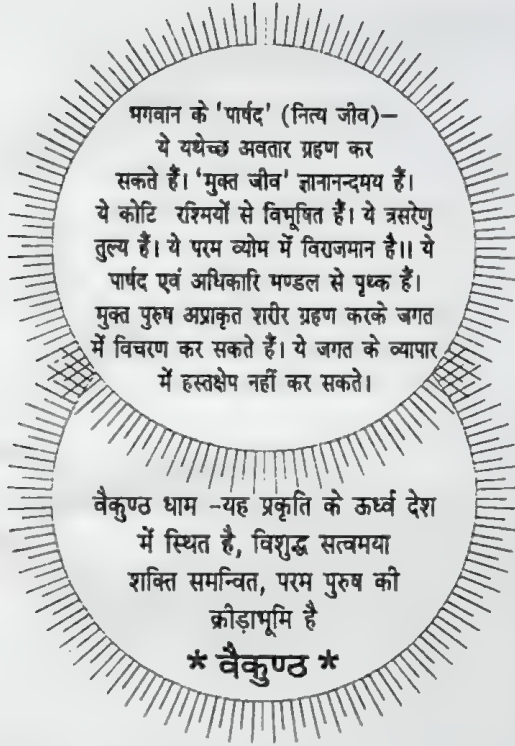 भगवान के 'पार्षद' (नित्य जीव)–
ये यथेच्छ अवतार ग्रहण कर
सकते हैं। 'मुक्त जीव' ज्ञानानन्दमय हैं।
ये कोटि रश्मियों से विभूषित हैं। ये त्रसरेणु
तुल्य हैं। ये परम व्योम में विराजमान है॥ ये
पार्षद एवं अधिकारि मण्डल से पृथ्क हैं।
मुक्त पुरुष अप्राकृत शरीर ग्रहण करके जगत
में विचरण कर सकते हैं। ये जगत के व्यापार
में हस्तक्षेप नहीं कर सकते।
वैकुण्ठ धाम -यह प्रकृति के ऊर्ध्व देश
में स्थित है, विशुद्ध सत्वमया
शक्ति समन्वित, परम पुरुष की
क्रीड़ाभूमि है
* वैकुण्ठ *